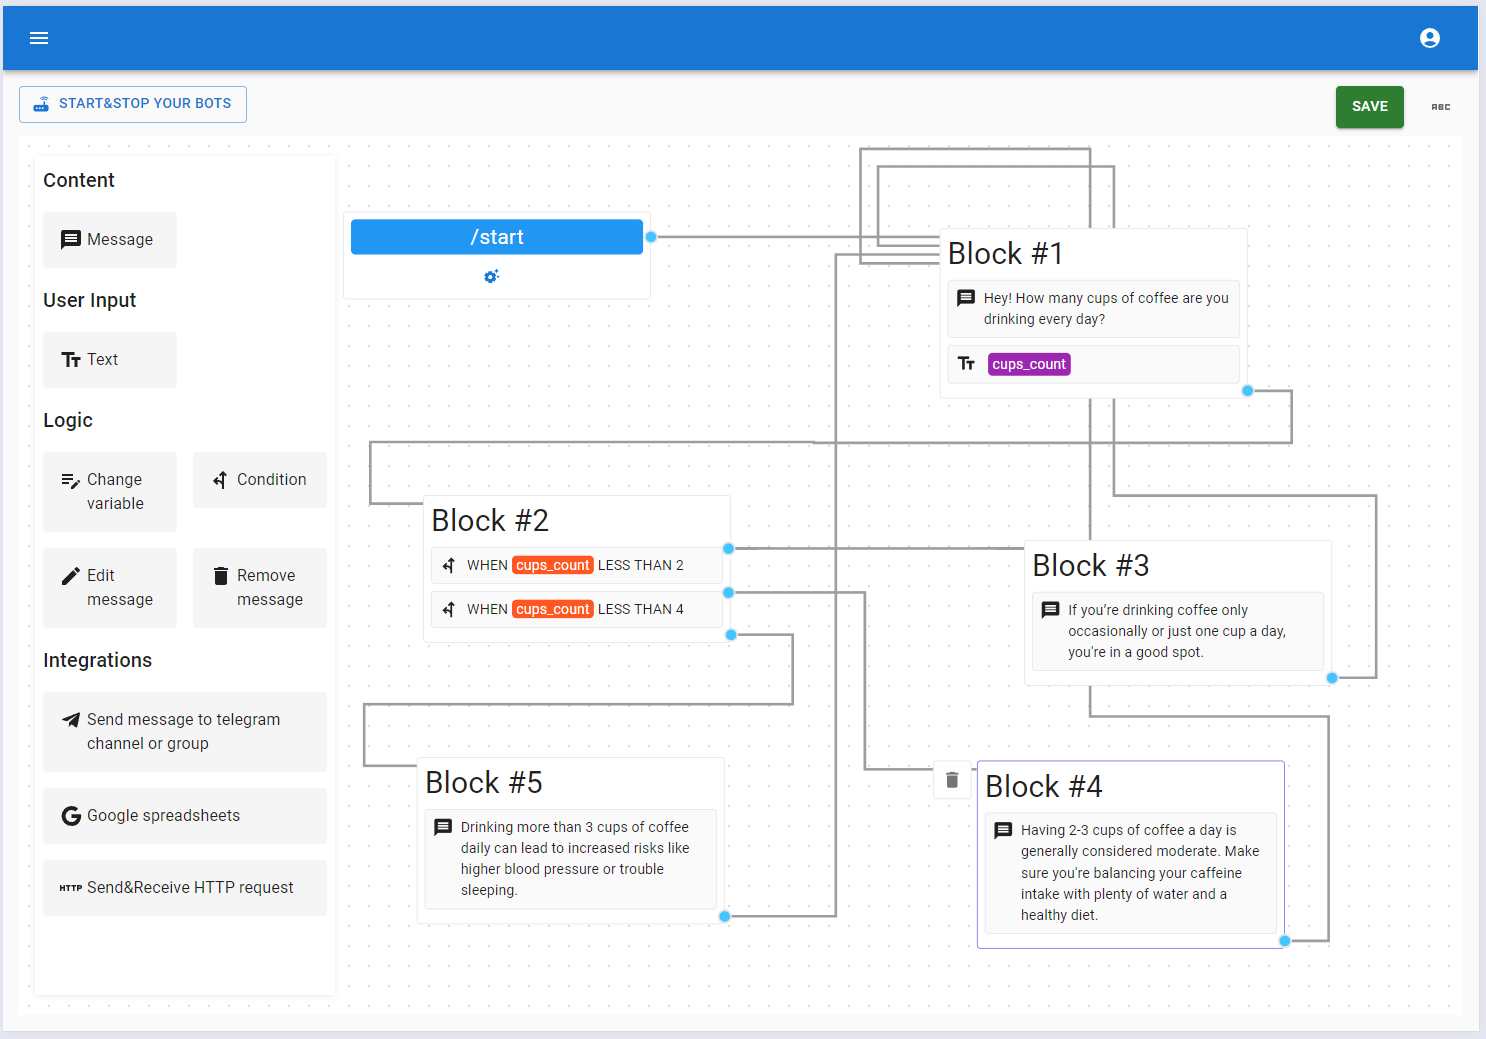 START&STOP YOUR BOTS
SAVE
ABC
Content
Message
User Input
Text
Logic
Change
variable
Condition
Edit
message
Remove
message
Integrations
Send message to telegram
channel or group
Google spreadsheets
HTTP Send&Receive HTTP request
/start
Block #1
Hey! How many cups of coffee are you
drinking every day?
Tт cups_count
Block #2
WHEN cups_count LESS THAN 2
WHEN cups_count LESS THAN 4
Block #3
If you’re drinking coffee only
occasionally or just one cup a day,
you're in a good spot.
Block #5
Drinking more than 3 cups of coffee
daily can lead to increased risks like
higher blood pressure or trouble
sleeping.
Block #4
Having 2-3 cups of coffee a day is
generally considered moderate. Make
sure you're balancing your caffeine
intake with plenty of water and a
healthy diet.